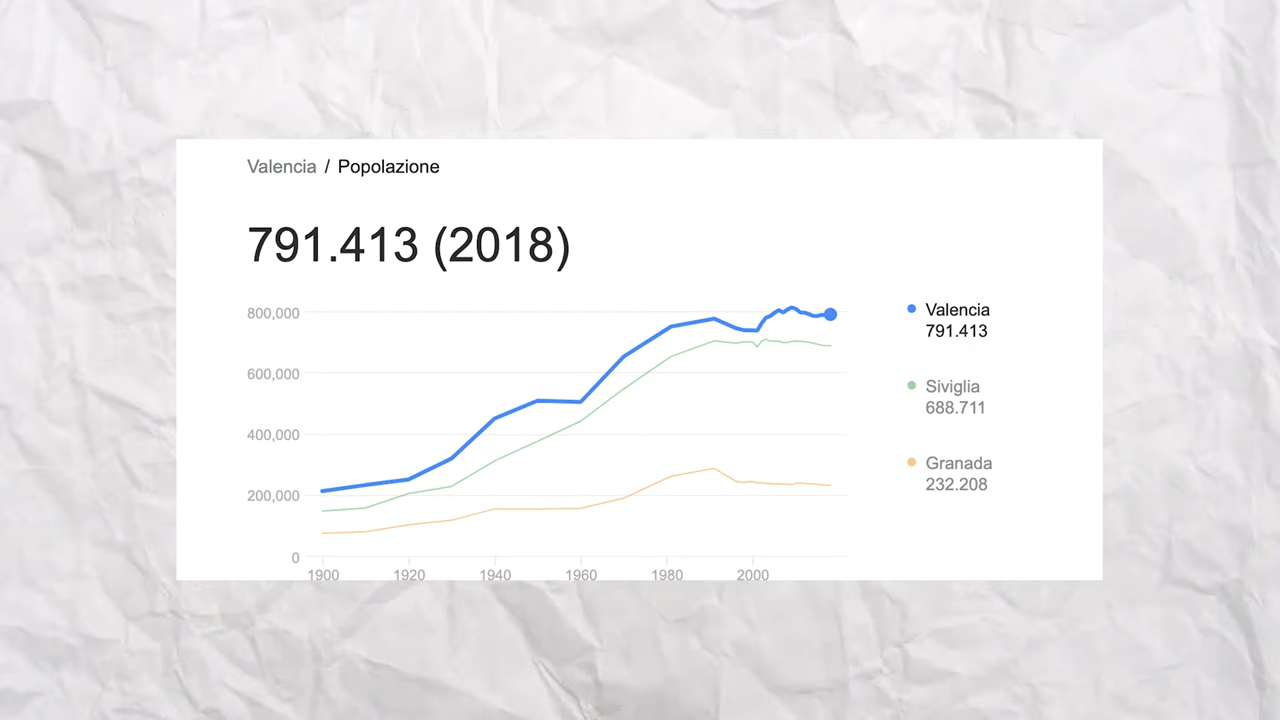 Valencia / Popolazione
791.413 (2018)
800,000
600,000
400,000
200,000
0
1900 1920 1940 1960 1980 2000
Valencia
791.413
Siviglia
688.711
Granada
232.208